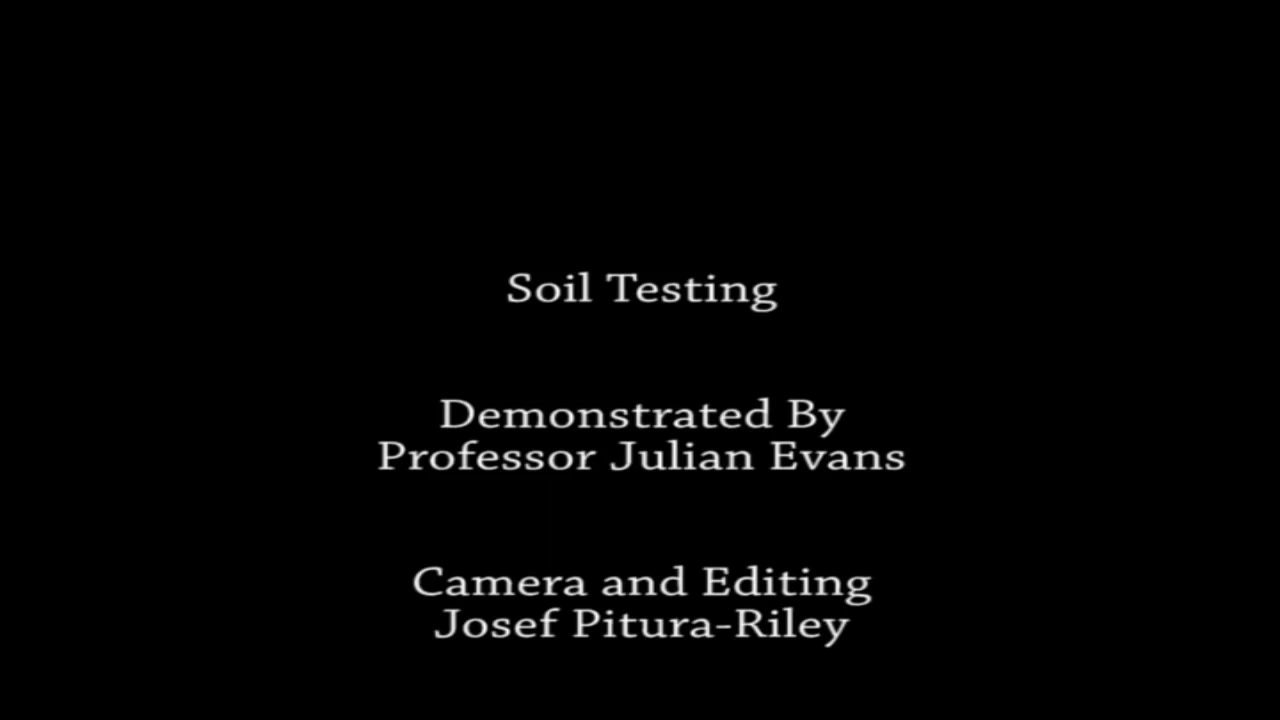 Soil Testing
Demonstrated By
Professor Julian Evans
Camera and Editing
Josef Pitura-Riley